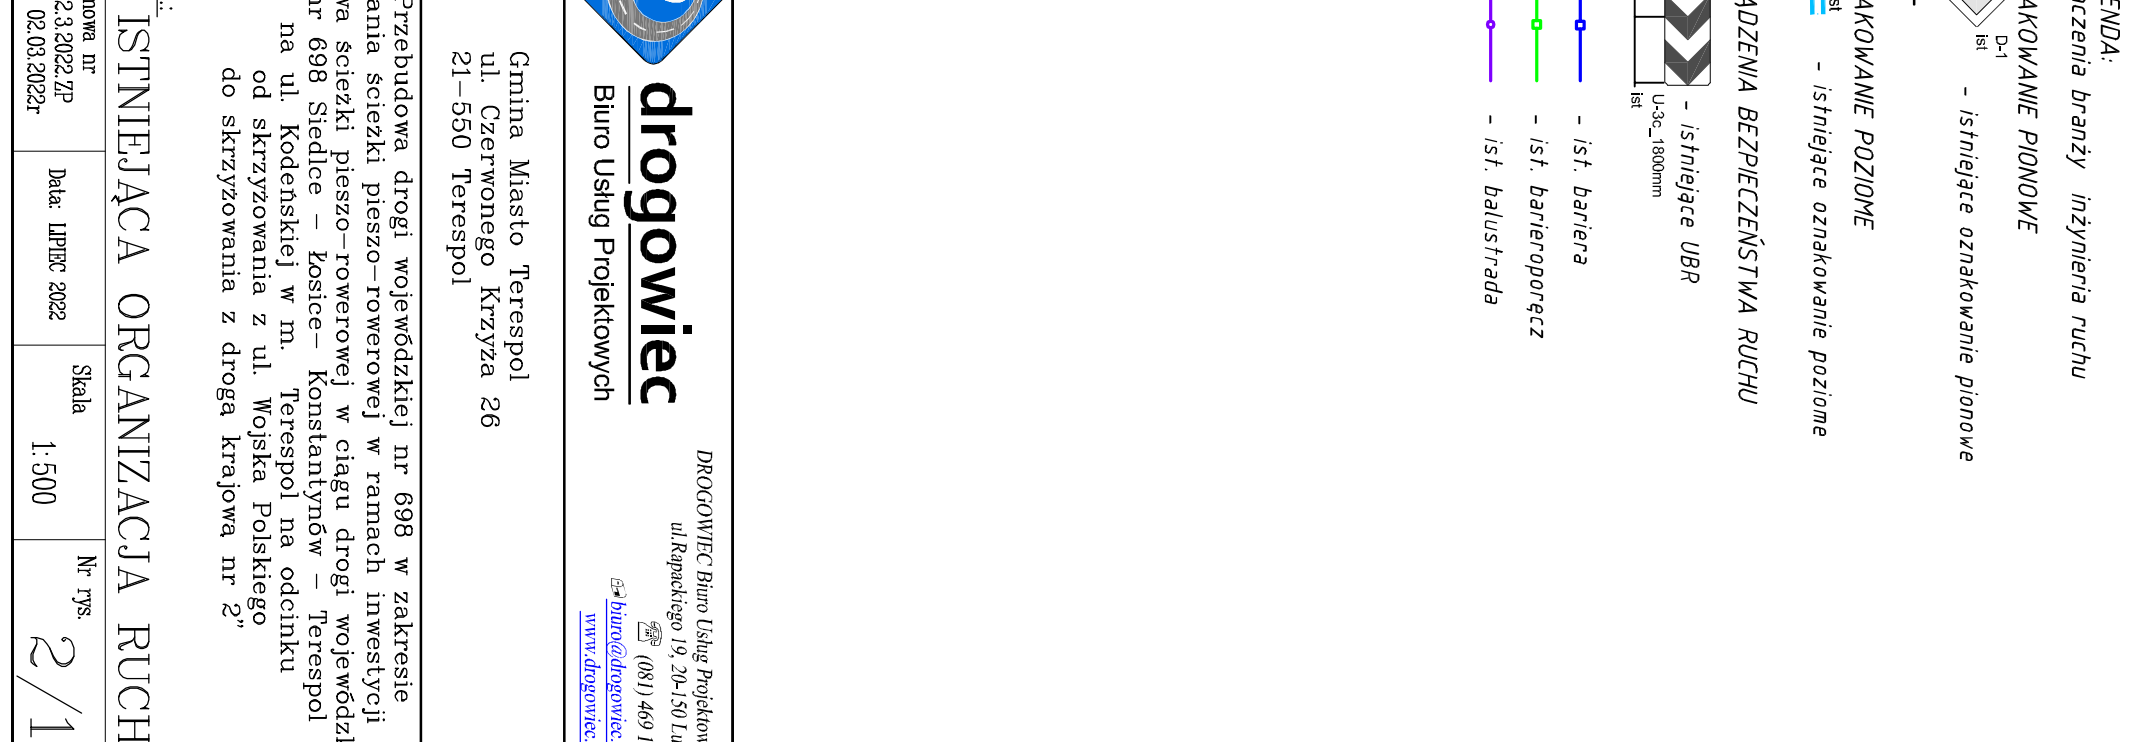 ENDA:
czenia branży inżynieria ruchu
AKOWANIE PIONOWE
D-1
ist
- istniejące oznakowanie pionowe
AKOWANIE POZIOME
ist
- istniejące oznakowanie poziome
ĄDZENIA BEZPIECZEŃSTWA RUCHU
- istniejące UBR
U-3c_1800mm
ist
- ist. bariera
- ist. barieroporęcz
- ist. balustrada
drogowiec
Biuro Usług Projektowych
DROGOWIEC Biuro Usług Projektow
ul.Rapackiego 19, 20-150 Lu
(081) 469 1
biuro@drogowiec.
www.drogowiec.
Gmina Miasto Terespol
ul. Czerwonego Krzyża 26
21-550 Terespol
Przebudowa drogi wojewódzkiej nr 698 w zakresie
ania ścieżki pieszo-rowerowej w ramach inwestycji
wa ścieżki pieszo-rowerowej w ciągu drogi wojewódzk
nr 698 Siedlce - Łosice- Konstantynów - Terespol
na ul. Kodeńskiej w m. Terespol na odcinku
od skrzyżowania z ul. Wojska Polskiego
do skrzyżowania z drogą krajową nr 2"
ISTNIEJĄCA ORGANIZACJA RUCH
mowa nr
2.3.2022.ZP
02.03.2022r
Data: LIPIEC 2022
Skala
1:500
Nr rys.
2/1